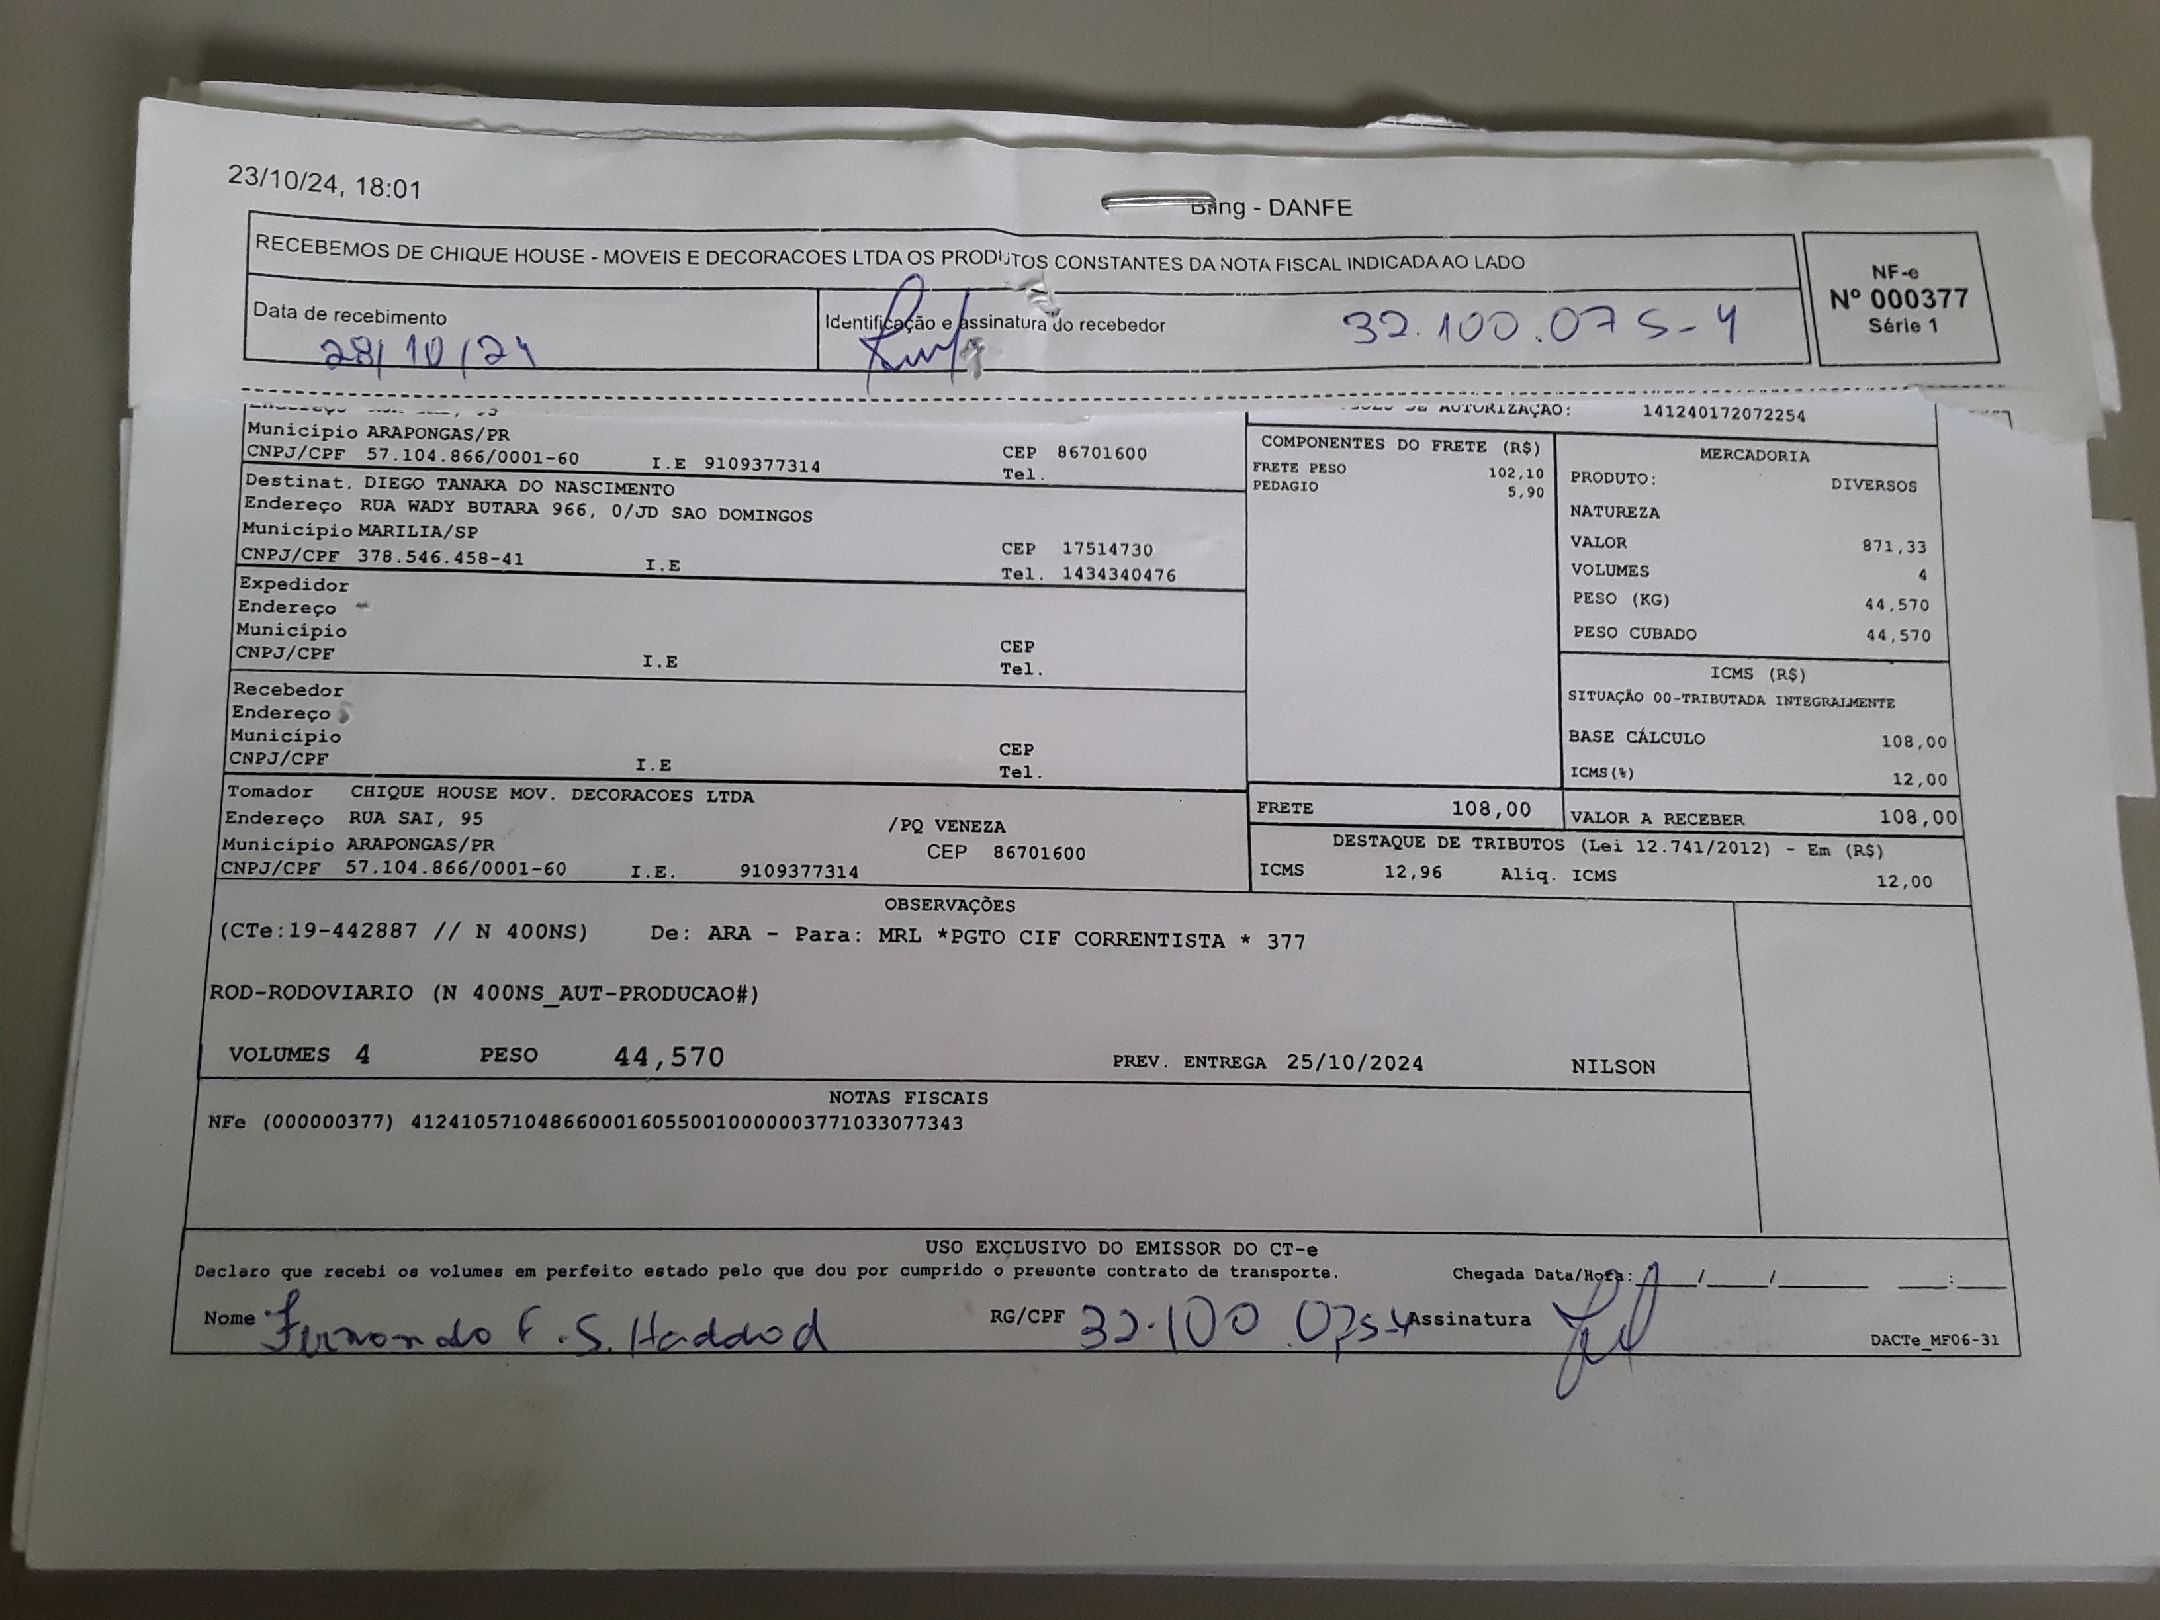 23/10/24, 18:01
Bling - DANFE
RECEBEMOS DE CHIQUE HOUSE - MOVEIS E DECORACOES LTDA OS PRODUTOS CONSTANTES DA NOTA FISCAL INDICADA AO LADO
NF-e
Nº 000377
Série 1
Data de recebimento
28/10/24
Identificação e assinatura do recebedor
32.100.075-4
DE AUTORIZAÇÃO: 141240172072254
Município ARAPONGAS/PR
CEP 86701600
CNPJ/CPF 57.104.866/0001-60 I.E 9109377314
Tel.
Destinat. DIEGO TANAKA DO NASCIMENTO
Endereço RUA WADY BUTARA 966, 0/JD SAO DOMINGOS
Município MARILIA/SP
CEP 17514730
CNPJ/CPF 378.546.458-41 I.E
Tel. 1434340476
Expedidor
Endereço
Município
CEP
CNPJ/CPF I.E
Tel.
Recebedor
Endereço
Município
CEP
CNPJ/CPF I.E
Tel.
Tomador CHIQUE HOUSE MOV. DECORACOES LTDA
Endereço RUA SAI, 95 /PQ VENEZA
Município ARAPONGAS/PR CEP 86701600
CNPJ/CPF 57.104.866/0001-60 I.E. 9109377314
COMPONENTES DO FRETE (R$)
FRETE PESO 102,10
PEDAGIO 5,90
MERCADORIA
PRODUTO: DIVERSOS
NATUREZA
VALOR 871,33
VOLUMES 4
PESO (KG) 44,570
PESO CUBADO 44,570
ICMS (R$)
SITUAÇÃO 00-TRIBUTADA INTEGRALMENTE
BASE CÁLCULO 108,00
ICMS(%) 12,00
FRETE 108,00
VALOR A RECEBER 108,00
DESTAQUE DE TRIBUTOS (Lei 12.741/2012) - Em (R$)
ICMS 12,96 Aliq. ICMS 12,00
OBSERVAÇÕES
(CTe:19-442887 // N 400NS) De: ARA - Para: MRL *PGTO CIF CORRENTISTA * 377
ROD-RODOVIARIO (N 400NS_AUT-PRODUCAO#)
VOLUMES 4 PESO 44,570 PREV. ENTREGA 25/10/2024 NILSON
NOTAS FISCAIS
NFe (000000377) 41241057104866000160550010000003771033077343
USO EXCLUSIVO DO EMISSOR DO CT-e
Declaro que recebi os volumes em perfeito estado pelo que dou por cumprido o presente contrato de transporte. Chegada Data/Hora: ____/____/______ ___:___
Nome Fernando F. S. Haddad RG/CPF 32.100.075-4 Assinatura
DACTe_MF06-31